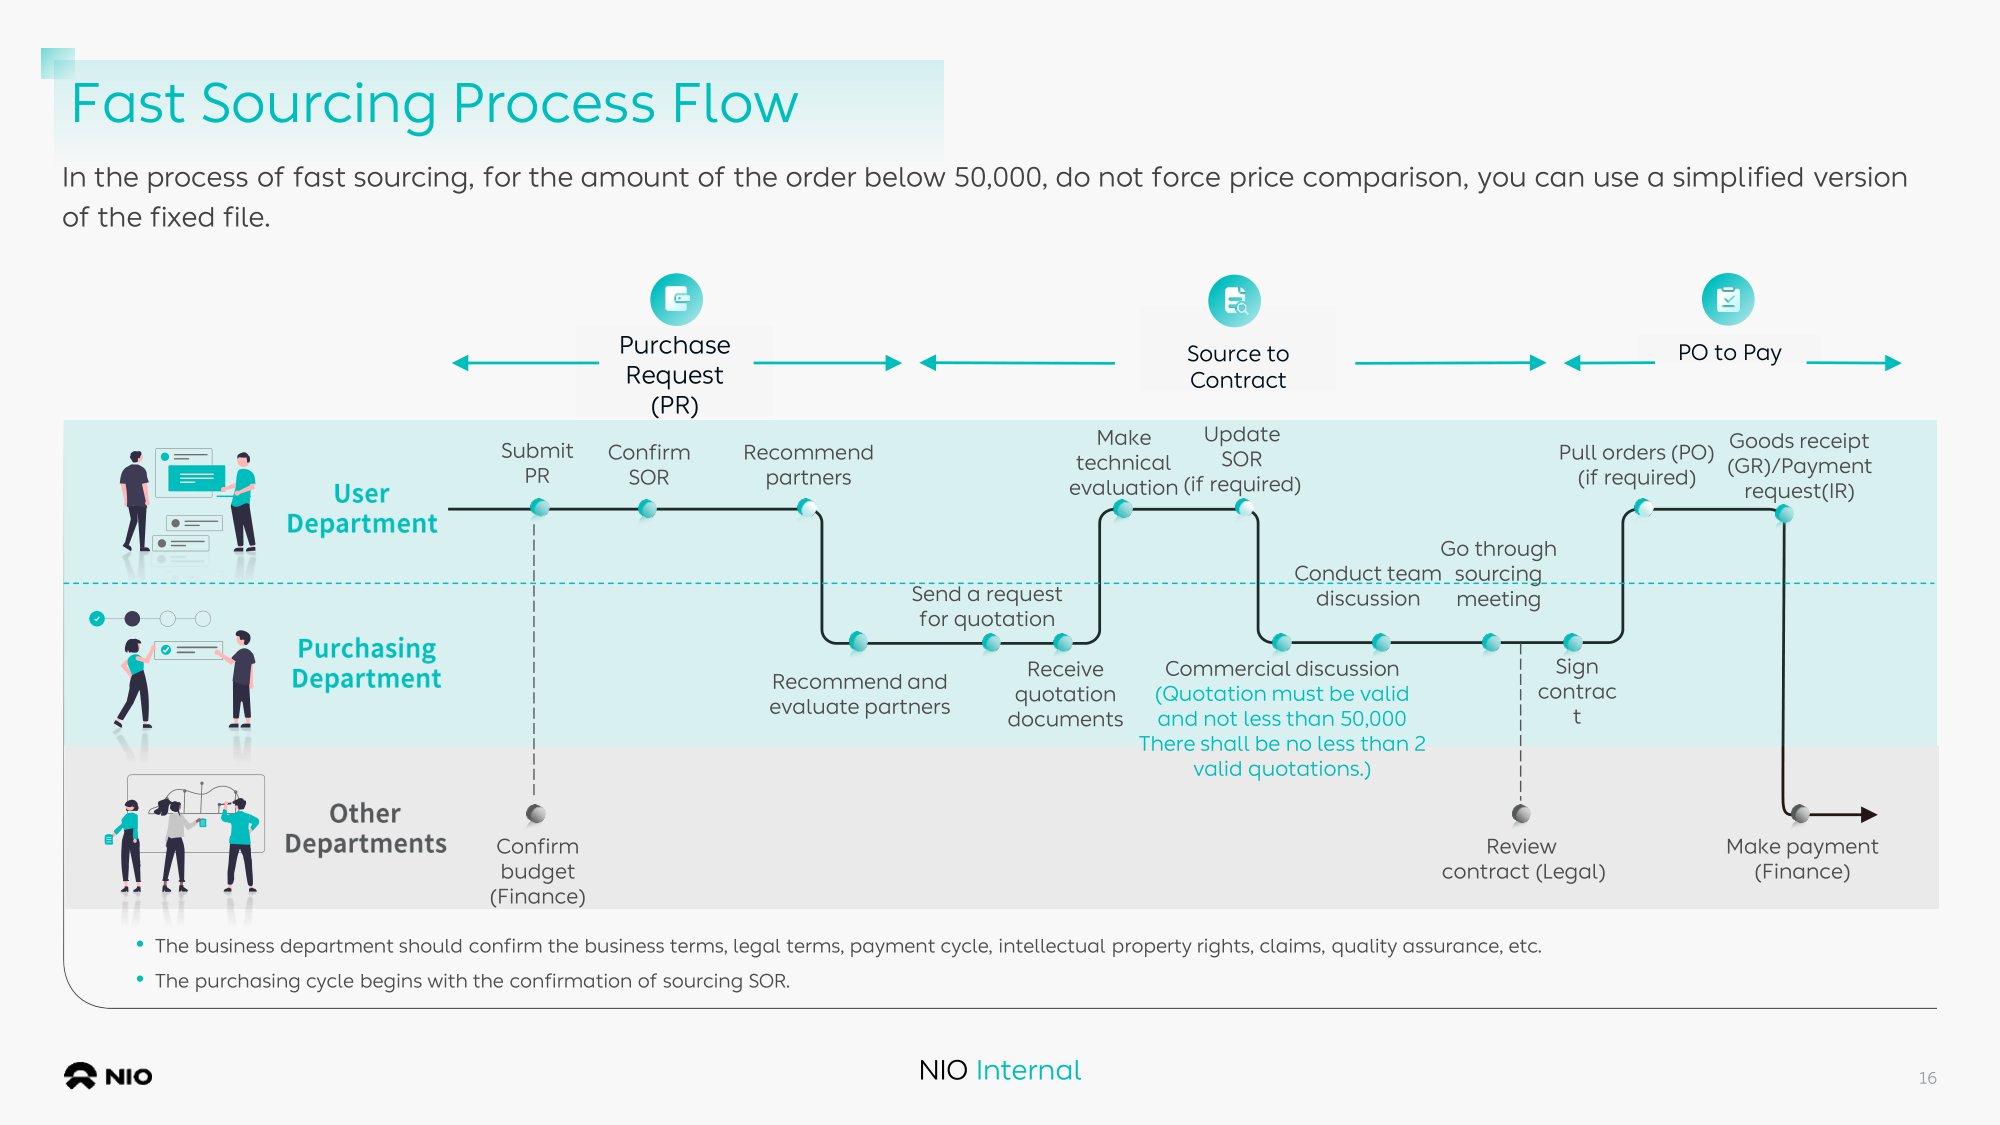 Fast Sourcing Process Flow
In the process of fast sourcing, for the amount of the order below 50,000, do not force price comparison, you can use a simplified version
of the fixed file.
Purchase
Request
(PR)
Source to
Contract
PO to Pay
User
Department
Submit
PR
Confirm
SOR
Recommend
partners
Make
technical
evaluation
Update
SOR
(if required)
Pull orders (PO)
(if required)
Goods receipt
(GR)/Payment
request(IR)
Purchasing
Department
Recommend and
evaluate partners
Send a request
for quotation
Receive
quotation
documents
Commercial discussion
(Quotation must be valid
and not less than 50,000
There shall be no less than 2
valid quotations.)
Conduct team
discussion
Go through
sourcing
meeting
Sign
contrac
t
Other
Departments
Confirm
budget
(Finance)
Review
contract (Legal)
Make payment
(Finance)
• The business department should confirm the business terms, legal terms, payment cycle, intellectual property rights, claims, quality assurance, etc.
• The purchasing cycle begins with the confirmation of sourcing SOR.
NIO
NIO Internal
16